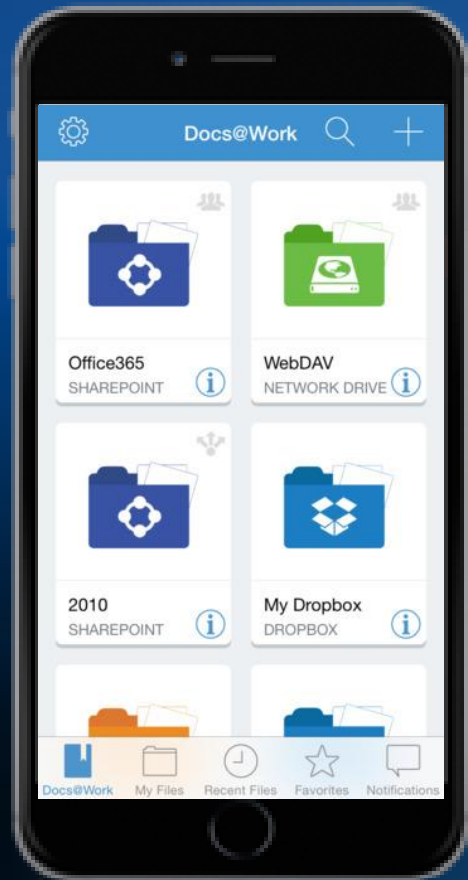 Docs@Work
Office365
SHAREPOINT
WebDAV
NETWORK DRIVE
2010
SHAREPOINT
My Dropbox
DROPBOX
Docs@Work
My Files
Recent Files
Favorites
Notifications